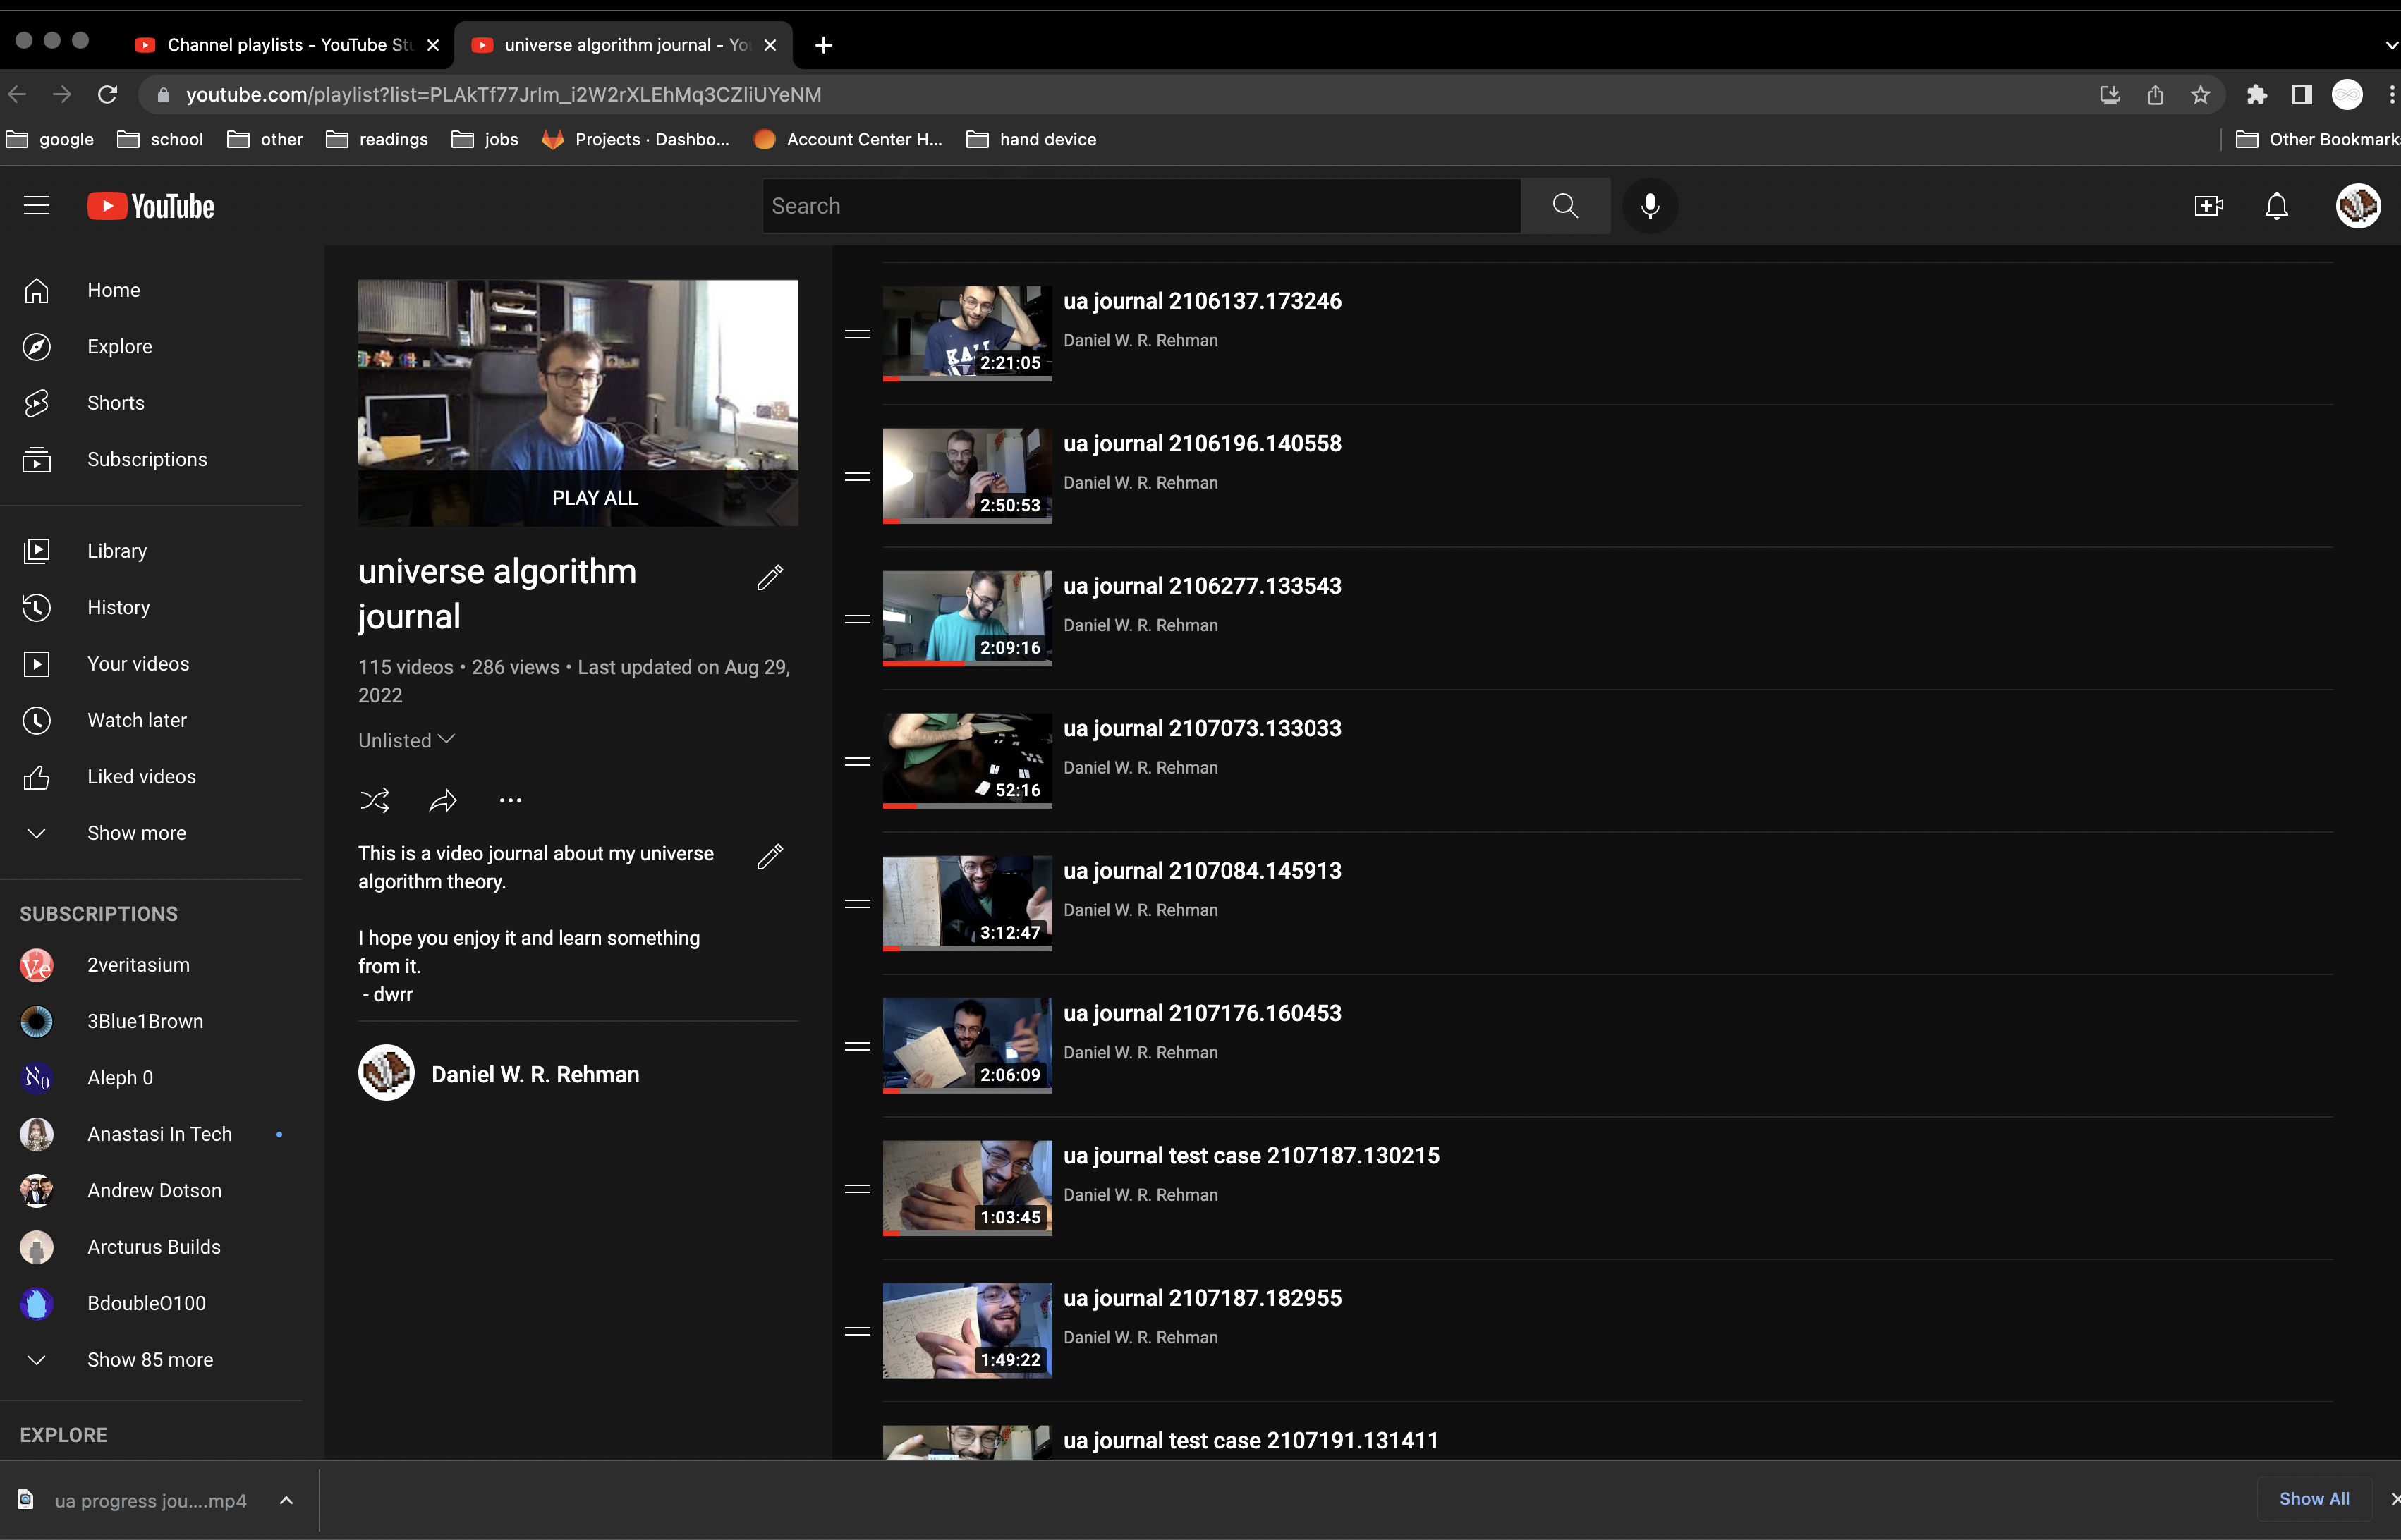 Channel playlists - YouTube Stu
universe algorithm journal - You
youtube.com/playlist?list=PLAkTf77JrIm_i2W2rXLEhMq3CZliUYeNM
google
school
other
readings
jobs
Projects · Dashbo...
Account Center H...
hand device
Other Bookmarks
YouTube
Search
Home
Explore
Shorts
Subscriptions
Library
History
Your videos
Watch later
Liked videos
Show more
SUBSCRIPTIONS
2veritasium
3Blue1Brown
Aleph 0
Anastasi In Tech
Andrew Dotson
Arcturus Builds
BdoubleO100
Show 85 more
EXPLORE
PLAY ALL
universe algorithm
journal
115 videos • 286 views • Last updated on Aug 29,
2022
Unlisted
This is a video journal about my universe
algorithm theory.
I hope you enjoy it and learn something
from it.
- dwrr
Daniel W. R. Rehman
2:21:05
ua journal 2106137.173246
Daniel W. R. Rehman
2:50:53
ua journal 2106196.140558
Daniel W. R. Rehman
2:09:16
ua journal 2106277.133543
Daniel W. R. Rehman
52:16
ua journal 2107073.133033
Daniel W. R. Rehman
3:12:47
ua journal 2107084.145913
Daniel W. R. Rehman
2:06:09
ua journal 2107176.160453
Daniel W. R. Rehman
1:03:45
ua journal test case 2107187.130215
Daniel W. R. Rehman
1:49:22
ua journal 2107187.182955
Daniel W. R. Rehman
ua journal test case 2107191.131411
ua progress jou....mp4
Show All